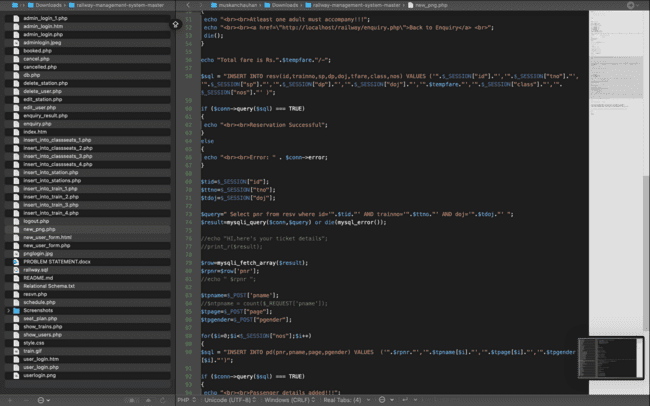 Downloads › railway-management-system-master
muskanchauhan › Downloads › railway-management-system-master › new_png.php
admin_login_1.php
admin_login.htm
admin_login.php
adminlogin.jpeg
booked.php
cancel.php
cancelled.php
db.php
delete_station.php
delete_user.php
edit_station.php
edit_user.php
enquiry_result.php
enquiry.php
index.htm
insert_into_classseats_1.php
insert_into_classseats_2.php
insert_into_classseats_3.php
insert_into_classseats_4.php
insert_into_station.php
insert_into_stations.php
insert_into_train_1.php
insert_into_train_2.php
insert_into_train_3.php
insert_into_train_4.php
logout.php
new_png.php
new_user_form.html
new_user_form.php
pnglogin.jpg
PROBLEM STATEMENT.docx
railway.sql
README.md
Relational Schema.txt
resvn.php
schedule.php
Screenshots
seat_plan.php
show_trains.php
show_users.php
style.css
train.gif
user_login.htm
user_login.php
userlogin.png
echo "<br><br>Atleast one adult must accompany!!!";
echo "<br><br><a href=\"http://localhost/railway/enquiry.php\">Back to Enquiry</a> <br>";
die();
}
echo "Total fare is Rs.".$tempfare."/-";
$sql = "INSERT INTO resv(id,trainno,sp,dp,doj,tfare,class,nos) VALUES ('".$_SESSION["id"]."','".$_SESSION["tno"]."',
'".$_SESSION["sp"]."','".$_SESSION["dp"]."','".$_SESSION["doj"]."','".$tempfare."','".$_SESSION["class"]."','".
$_SESSION["nos"]."' )";
if ($conn->query($sql) === TRUE)
{
echo "<br><br>Reservation Successful";
}
else
{
echo "<br><br>Error: " . $conn->error;
}
$tid=$_SESSION["id"];
$ttno=$_SESSION["tno"];
$tdoj=$_SESSION["doj"];
$query=" Select pnr from resv where id='".$tid."' AND trainno='".$ttno."' AND doj='".$tdoj."' ";
$result=mysqli_query($conn,$query) or die(mysql_error());
//echo "HI,here's your ticket details";
//print_r($result);
$row=mysqli_fetch_array($result);
$rpnr=$row['pnr'];
//echo " $rpnr ";
$tpname=$_POST['pname'];
//$ntpname = count($_REQUEST['pname']);
$tpage=$_POST["page"];
$tpgender=$_POST["pgender"];
for($i=0;$i<$_SESSION["nos"];$i++)
{
$sql = "INSERT INTO pd(pnr,pname,page,pgender) VALUES ('".$rpnr."','".$tpname[$i]."','".$tpage[$i]."','".$tpgender
[$i]."')";
if ($conn->query($sql) === TRUE)
{
echo "<br><br>Passenger details added!!!")
PHP
Unicode (UTF-8)
Windows (CRLF)
Real Tabs: (4)